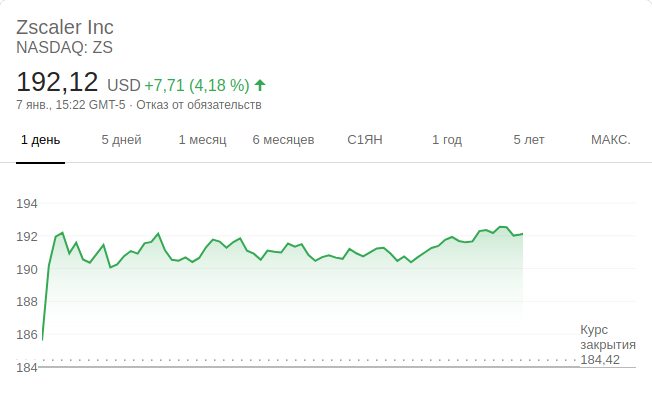 Zscaler Inc
NASDAQ: ZS
192,12 USD +7,71 (4,18 %)
7 янв., 15:22 GMT-5 · Отказ от обязательств
1 день 5 дней 1 месяц 6 месяцев С1ЯН 1 год 5 лет МАКС.
194
192
190
188
186
184
Курс
закрытия
184,42